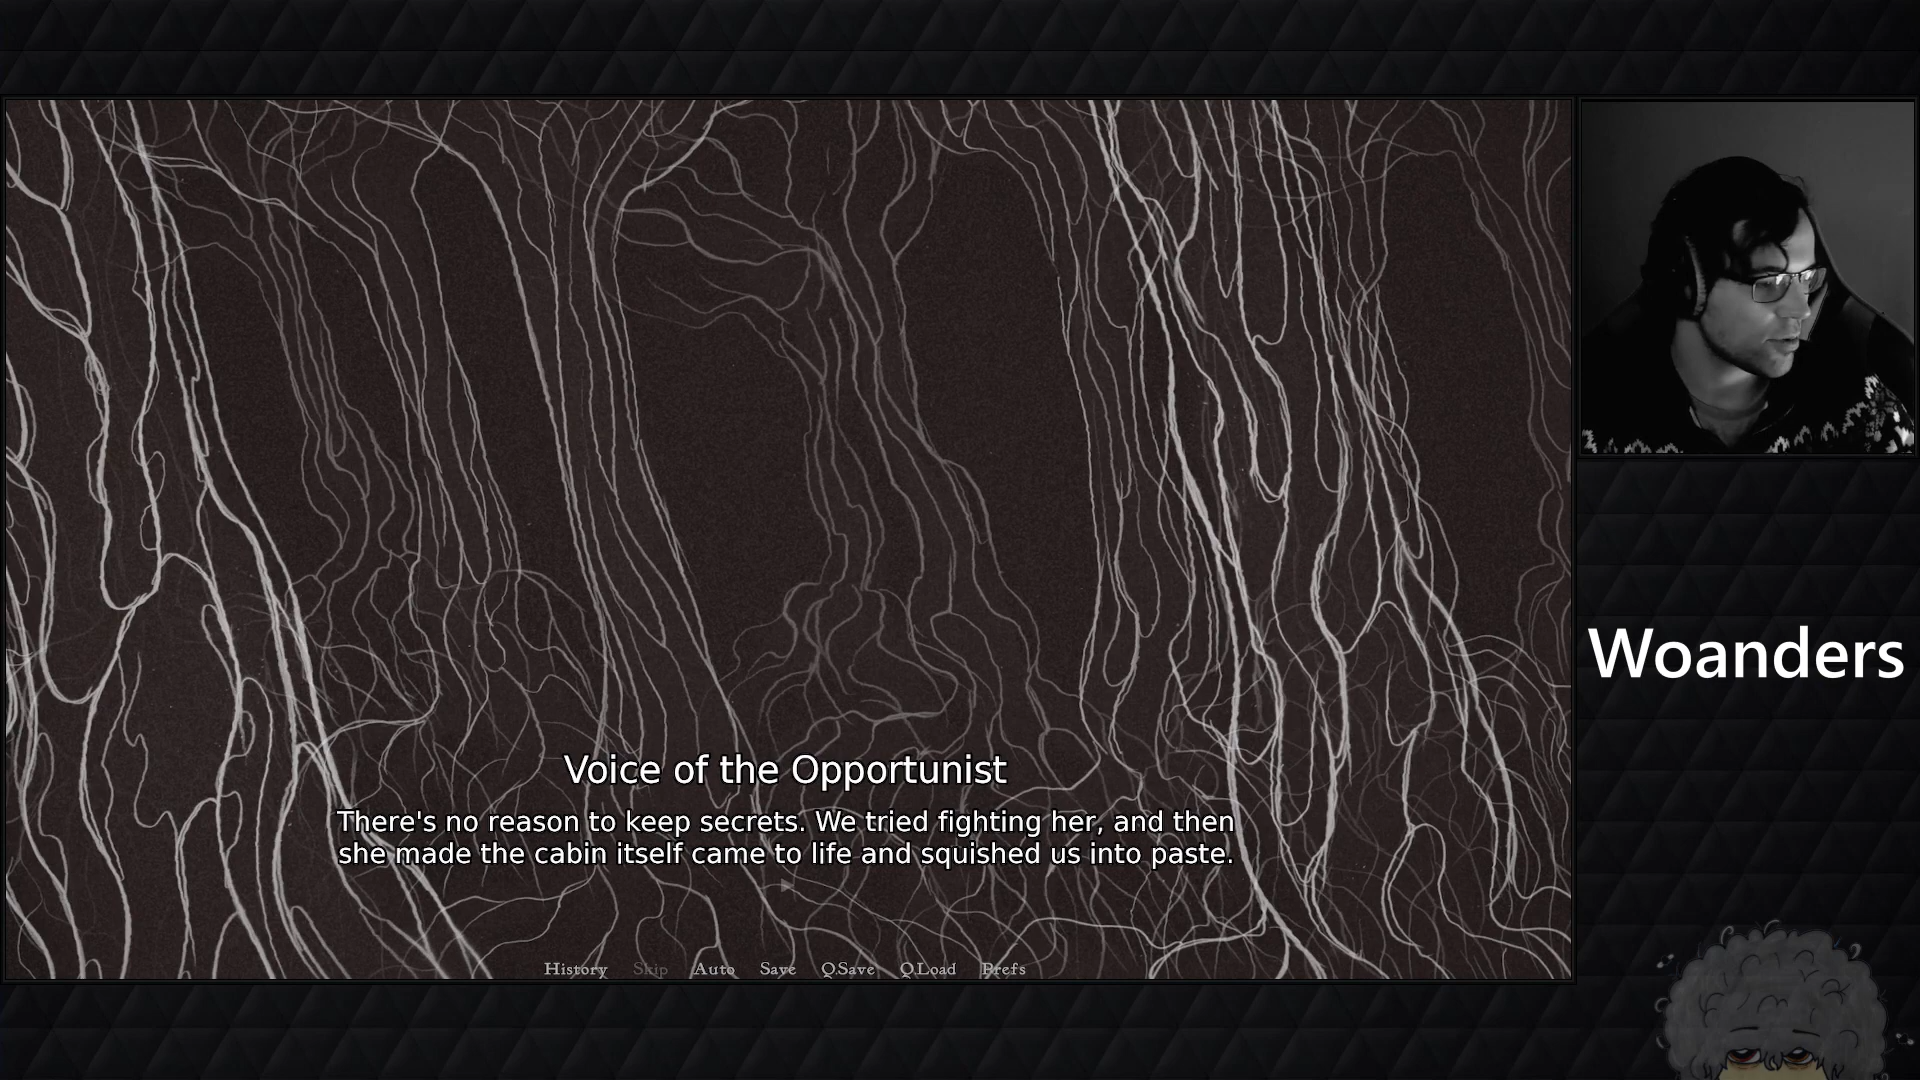 Woanders
Voice of the Opportunist
There's no reason to keep secrets. We tried fighting her, and then
she made the cabin itself came to life and squished us into paste.
History Skip Auto Save Q.Save Q.Load Prefs